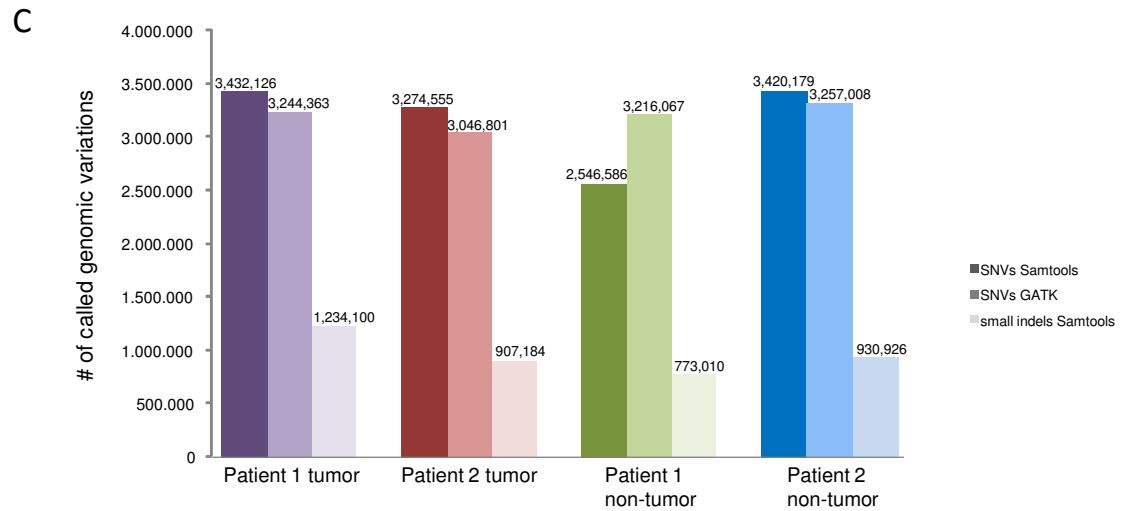 C
# of called genomic variations
4.000.000
3.500.000
3.000.000
2.500.000
2.000.000
1.500.000
1.000.000
500.000
0
3,432,126
3,244,363
1,234,100
3,274,555
3,046,801
907,184
2,546,586
3,216,067
773,010
3,420,179
3,257,008
930,926
Patient 1 tumor
Patient 2 tumor
Patient 1
non-tumor
Patient 2
non-tumor
SNVs Samtools
SNVs GATK
small indels Samtools